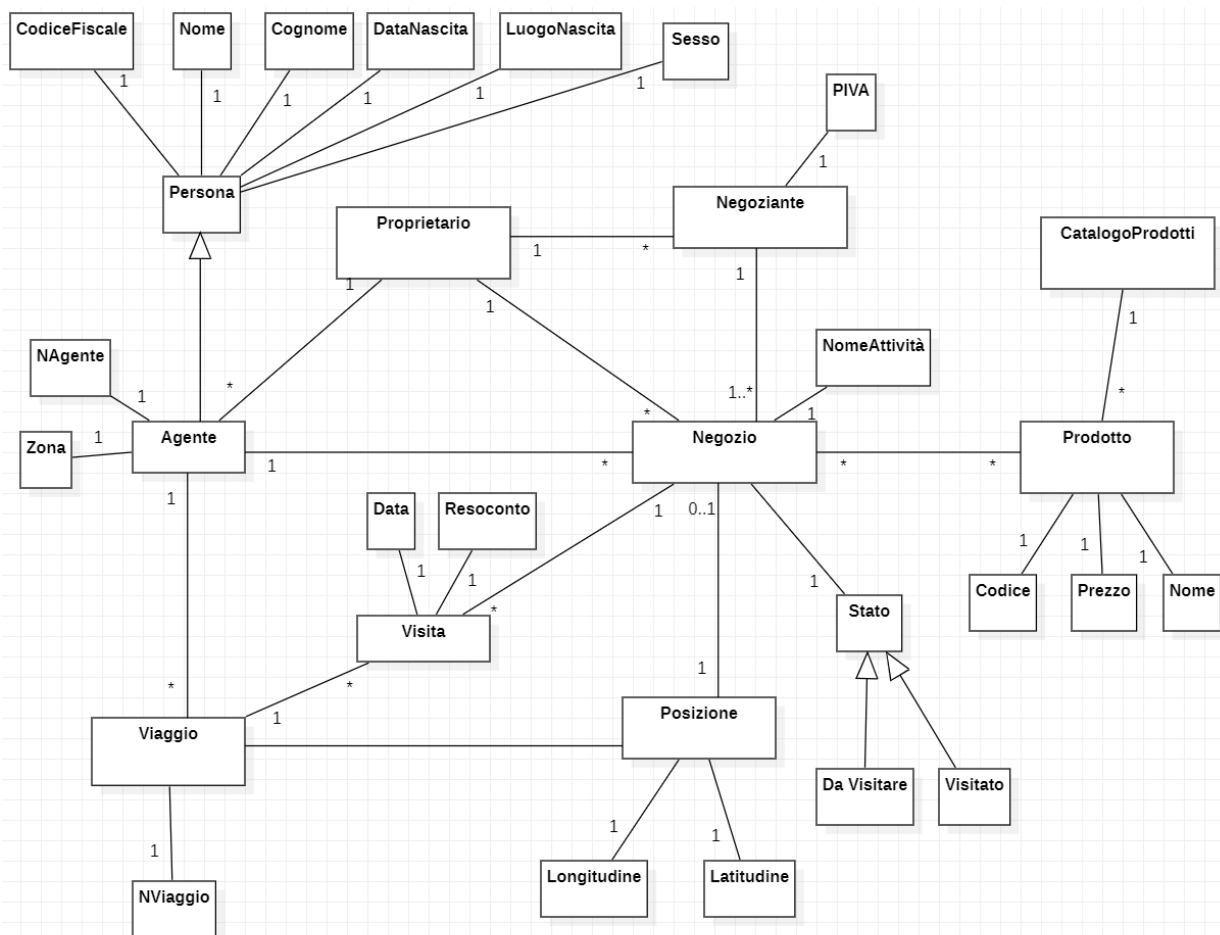 CodiceFiscale
Nome
Cognome
DataNascita
LuogoNascita
Sesso
1
1
1
1
1
1
PIVA
1
Persona
Negoziante
Proprietario
CatalogoProdotti
1
*
1
1
1
1
NomeAttività
NAgente
1
*
1..*
*
1
*
Agente
Negozio
Prodotto
Zona
1
1
*
*
*
1
Data
Resoconto
1
0..1
1
1
1
1
1
1
Codice
Prezzo
Nome
*
Stato
Visita
1
*
*
1
Posizione
Viaggio
Da Visitare
Visitato
1
1
1
Longitudine
Latitudine
NViaggio